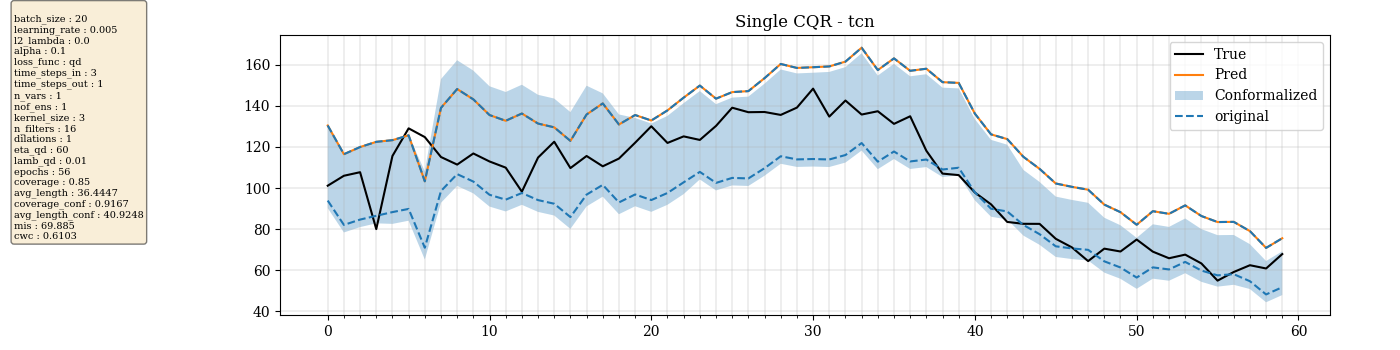 batch_size : 20
learning_rate : 0.005
l2_lambda : 0.0
alpha : 0.1
loss_func : qd
time_steps_in : 3
time_steps_out : 1
n_vars : 1
nof_ens : 1
kernel_size : 3
n_filters : 16
dilations : 1
eta_qd : 60
lamb_qd : 0.01
epochs : 56
coverage : 0.85
avg_length : 36.4447
coverage_conf : 0.9167
avg_length_conf : 40.9248
mis : 69.885
cwc : 0.6103
Single CQR - tcn
True
Pred
Conformalized
original
160
140
120
100
80
60
40
0 10 20 30 40 50 60